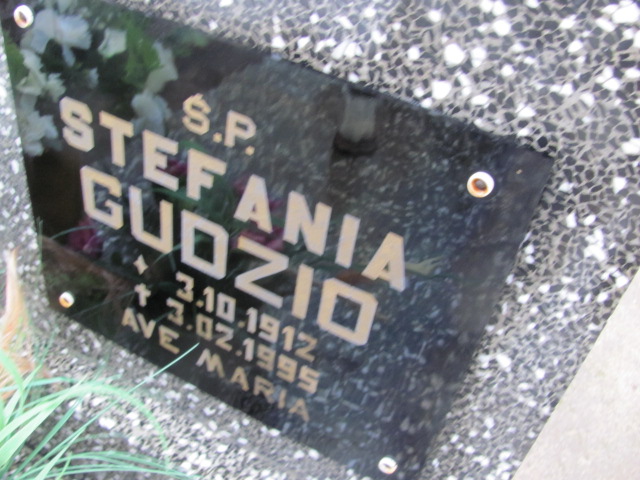 Ś.P.
STEFANIA
GUDZIO
✦ 3.10.1912
✝ 3.02.1995
AVE MARIA